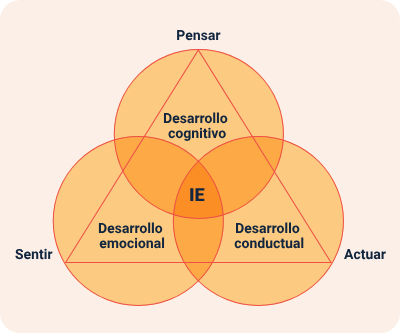 Pensar
Desarrollo
cognitivo
IE
Desarrollo
emocional
Desarrollo
conductual
Sentir
Actuar